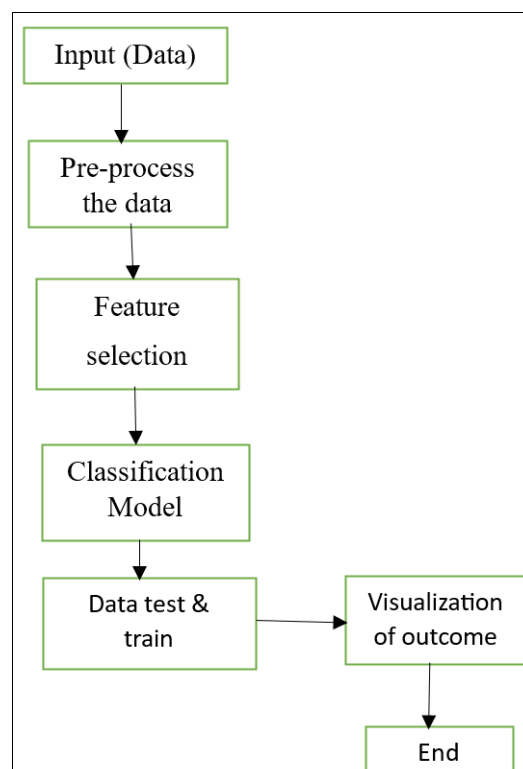 Input (Data)
Pre-process
the data
Feature
selection
Classification
Model
Data test &
train
Visualization
of outcome
End